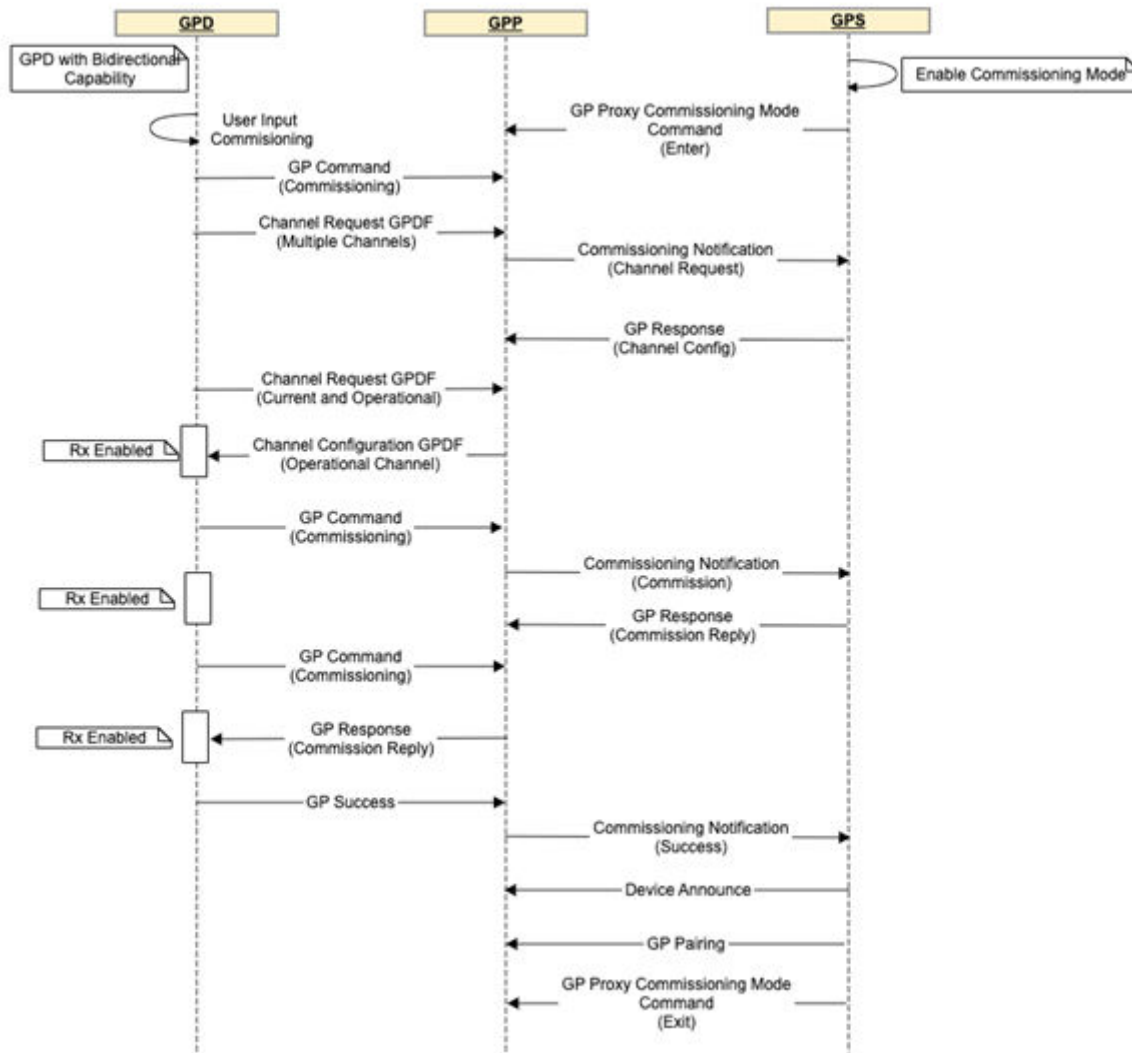 GPD
GPP
GPS
GPD with Bidirectional
Capability
Enable Commissioning Mode
User Input
Commisioning
GP Proxy Commissioning Mode
Command
(Enter)
GP Command
(Commissioning)
Channel Request GPDF
(Multiple Channels)
Commissioning Notification
(Channel Request)
GP Response
(Channel Config)
Channel Request GPDF
(Current and Operational)
Rx Enabled
Channel Configuration GPDF
(Operational Channel)
GP Command
(Commissioning)
Commissioning Notification
(Commission)
Rx Enabled
GP Response
(Commission Reply)
GP Command
(Commissioning)
Rx Enabled
GP Response
(Commission Reply)
GP Success
Commissioning Notification
(Success)
Device Announce
GP Pairing
GP Proxy Commissioning Mode
Command
(Exit)